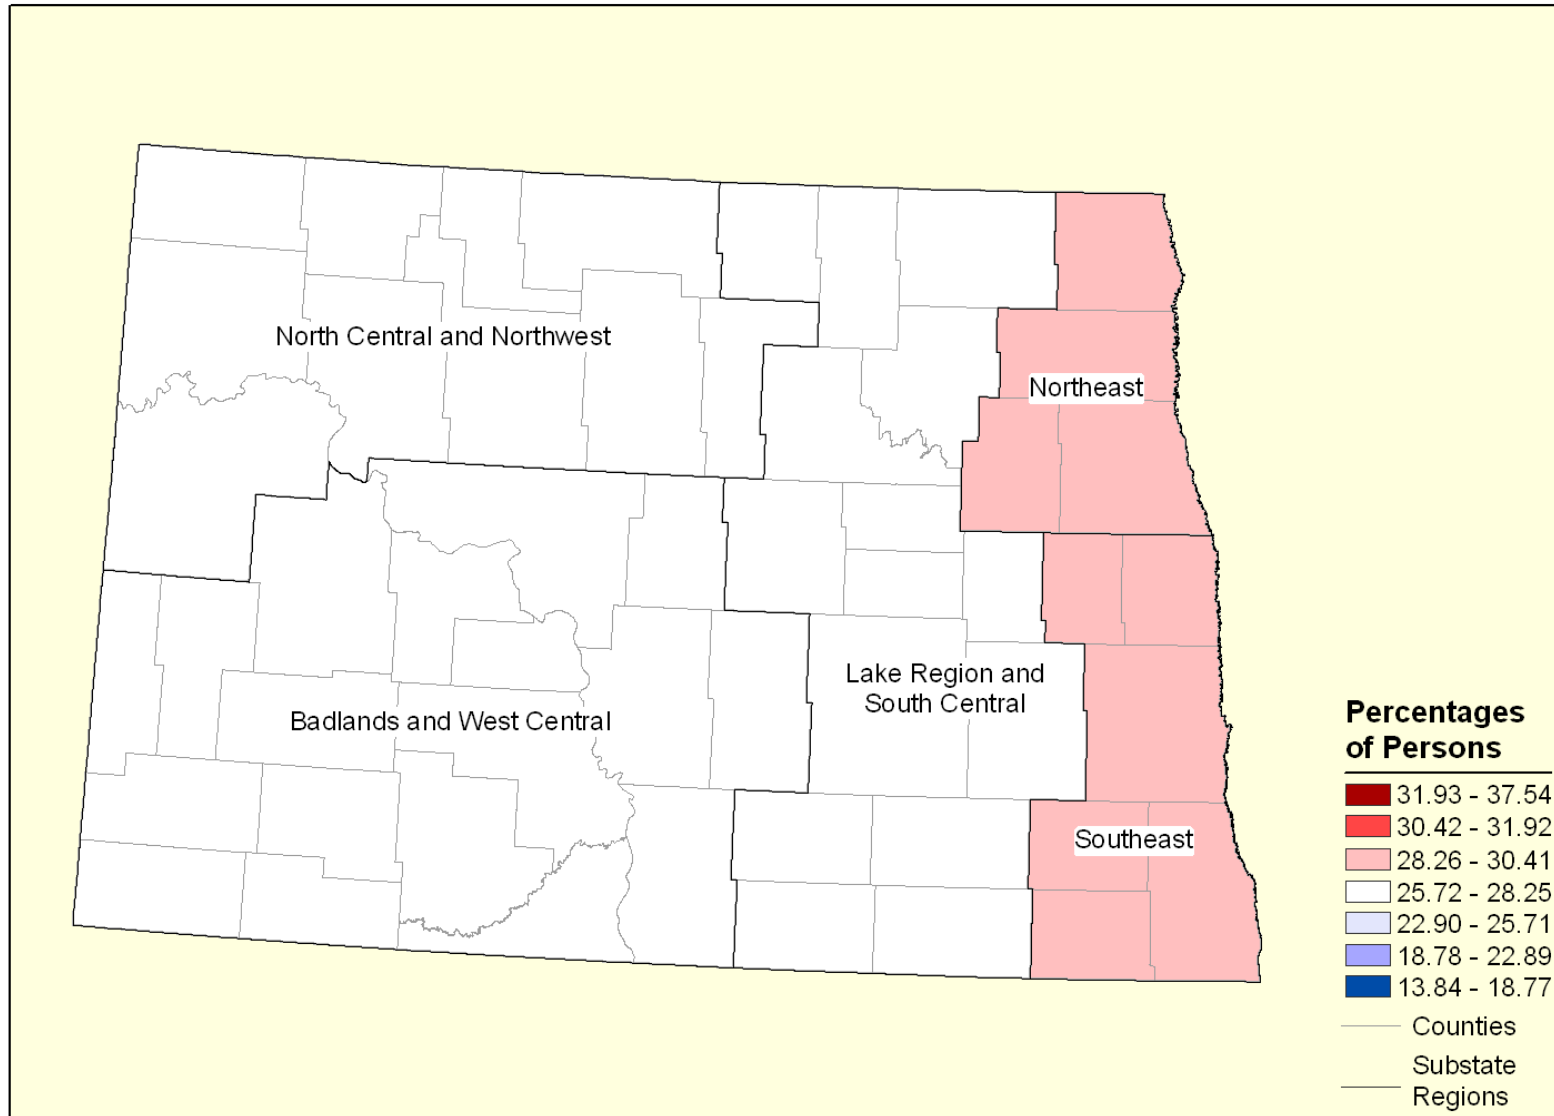 North Central and Northwest
Northeast
Lake Region and
South Central
Badlands and West Central
Southeast
Percentages
of Persons
31.93 - 37.54
30.42 - 31.92
28.26 - 30.41
25.72 - 28.25
22.90 - 25.71
18.78 - 22.89
13.84 - 18.77
Counties
Substate
Regions